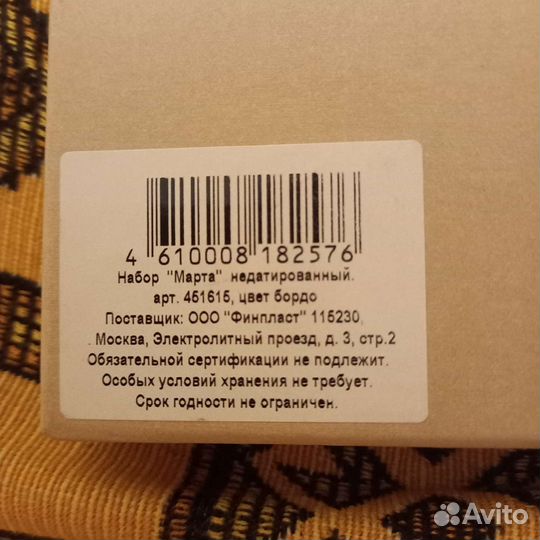 4 610008 182576
Набор "Марта" недатированный.
арт. 451615, цвет бордо
Поставщик: ООО "Финпласт" 115230,
. Москва, Электролитный проезд, д. 3, стр.2
Обязательной сертификации не подлежит.
Особых условий хранения не требует.
Срок годности не ограничен.
Avito